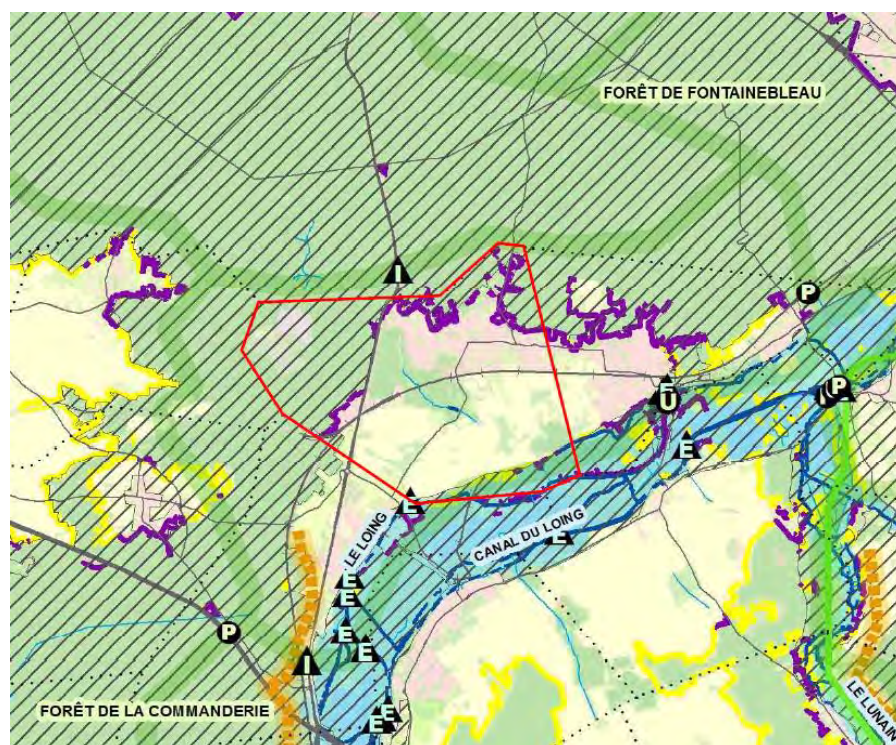 FORÊT DE FONTAINEBLEAU
I
P
E
U
P
E
E
LE LOING
CANAL DU LOING
E
E
E
E
P
I
E
E
FORÊT DE LA COMMANDERIE
LE LUNAIN